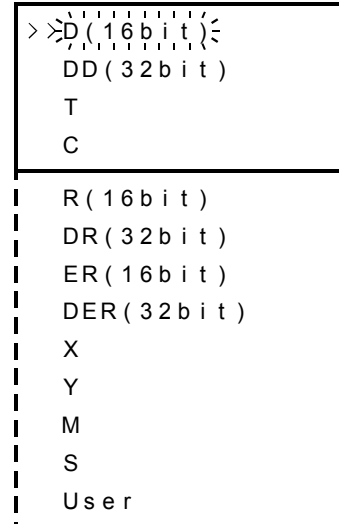 >>D(16bit)
DD(32bit)
T
C
R(16bit)
DR(32bit)
ER(16bit)
DER(32bit)
X
Y
M
S
User